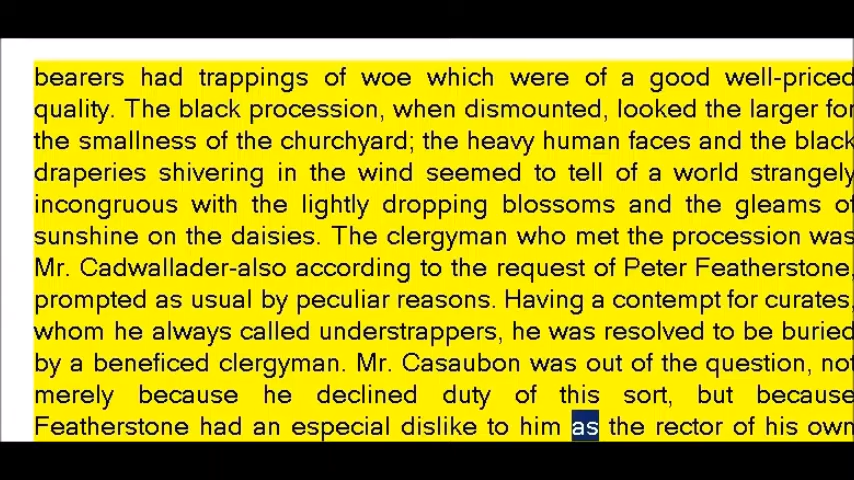 bearers had trappings of woe which were of a good well-priced
quality. The black procession, when dismounted, looked the larger for
the smallness of the churchyard; the heavy human faces and the black
draperies shivering in the wind seemed to tell of a world strangely
incongruous with the lightly dropping blossoms and the gleams of
sunshine on the daisies. The clergyman who met the procession was
Mr. Cadwallader-also according to the request of Peter Featherstone,
prompted as usual by peculiar reasons. Having a contempt for curates,
whom he always called understrappers, he was resolved to be buried
by a beneficed clergyman. Mr. Casaubon was out of the question, not
merely because he declined duty of this sort, but because
Featherstone had an especial dislike to him as the rector of his own